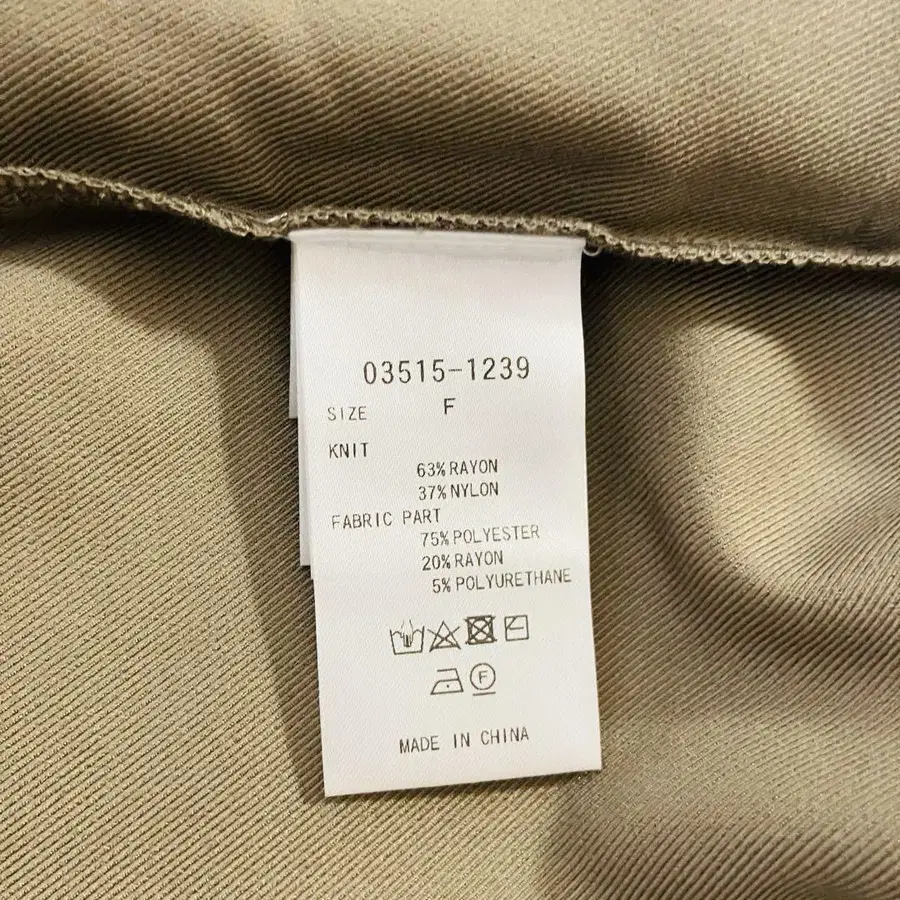 03515-1239
SIZE F
KNIT
63% RAYON
37% NYLON
FABRIC PART
75% POLYESTER
20% RAYON
5% POLYURETHANE
F
MADE IN CHINA